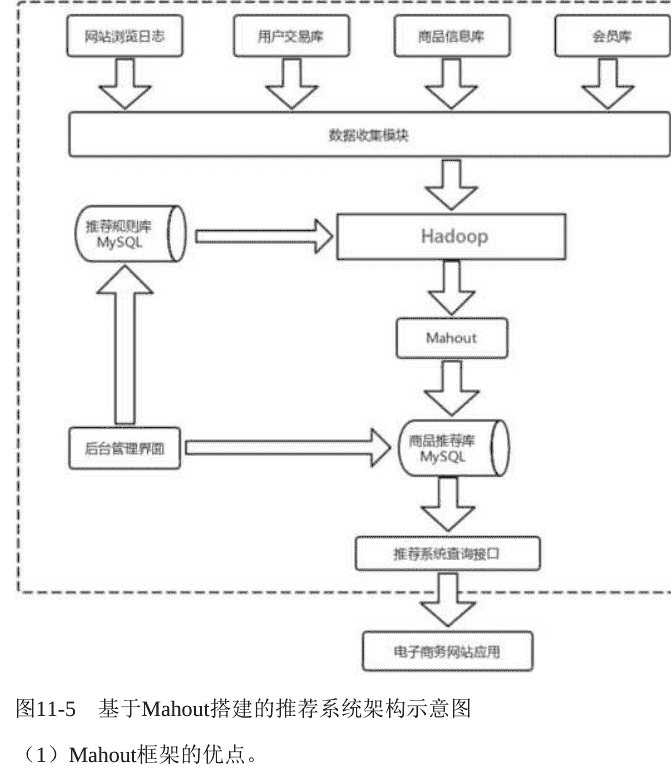 网站浏览日志
用户交易库
商品信息库
会员库
数据收集模块
推荐规则库
MySQL
Hadoop
Mahout
后台管理界面
商品推荐库
MySQL
推荐系统查询接口
电子商务网站应用
图11-5 基于Mahout搭建的推荐系统架构示意图
（1）Mahout框架的优点。